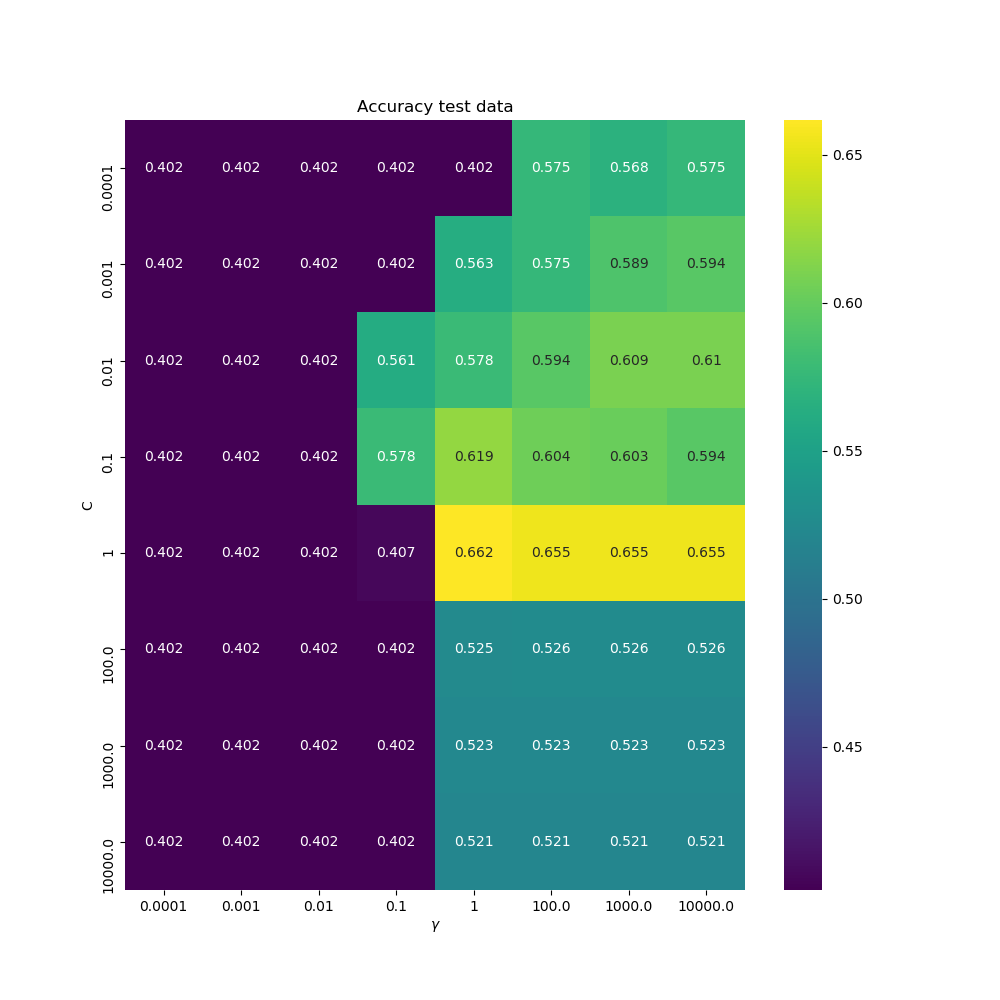 Accuracy test data
0.0001 0.402 0.402 0.402 0.402 0.402 0.575 0.568 0.575
0.001 0.402 0.402 0.402 0.402 0.563 0.575 0.589 0.594
0.01 0.402 0.402 0.402 0.561 0.578 0.594 0.609 0.61
0.1 0.402 0.402 0.402 0.578 0.619 0.604 0.603 0.594
C
1 0.402 0.402 0.402 0.407 0.662 0.655 0.655 0.655
100.0 0.402 0.402 0.402 0.402 0.525 0.526 0.526 0.526
1000.0 0.402 0.402 0.402 0.402 0.523 0.523 0.523 0.523
10000.0 0.402 0.402 0.402 0.402 0.521 0.521 0.521 0.521
0.0001 0.001 0.01 0.1 1 100.0 1000.0 10000.0
γ
0.65
0.60
0.55
0.50
0.45